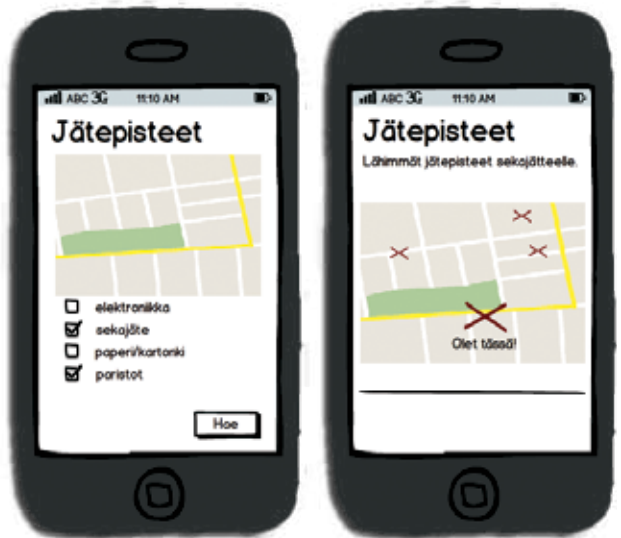 ABC 3G 11:10 AM
Jätepisteet
elektroniikka
sekajäte
paperi/kartonki
paristot
Hae
ABC 3G 11:10 AM
Jätepisteet
Lähimmät jätepisteet sekajätteelle.
Olet tässä!